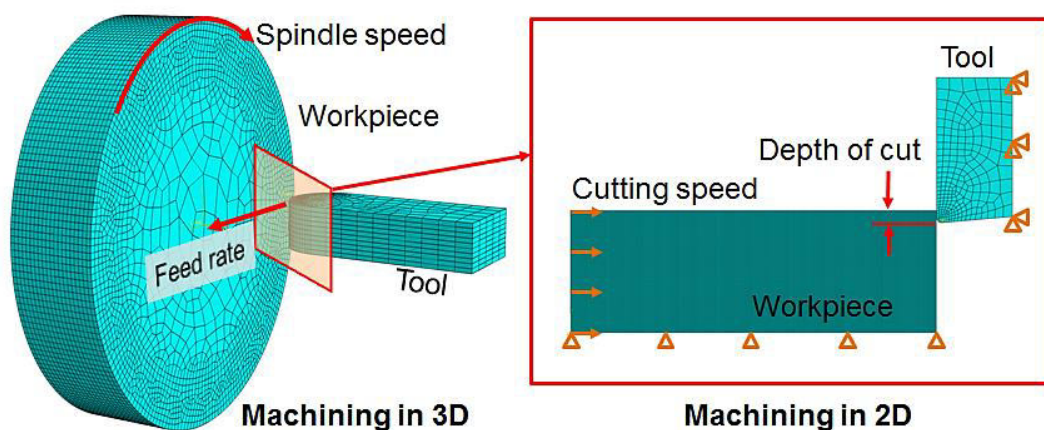 Spindle speed
Workpiece
Feed rate
Tool
Machining in 3D
Tool
Depth of cut
Cutting speed
Workpiece
Machining in 2D